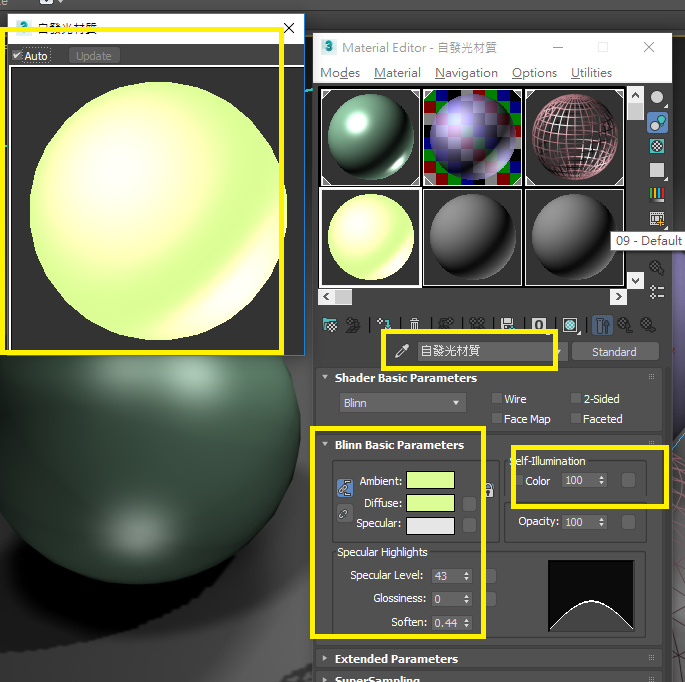 自發光材質
Auto
Update
Material Editor - 自發光材質
Modes Material Navigation Options Utilities
09 - Default
自發光材質
Standard
Shader Basic Parameters
Blinn
Wire
2-Sided
Face Map
Faceted
Blinn Basic Parameters
Ambient:
Diffuse:
Specular:
Self-Illumination
Color 100
Opacity: 100
Specular Highlights
Specular Level: 43
Glossiness: 0
Soften: 0.44
Extended Parameters
SuperSampling